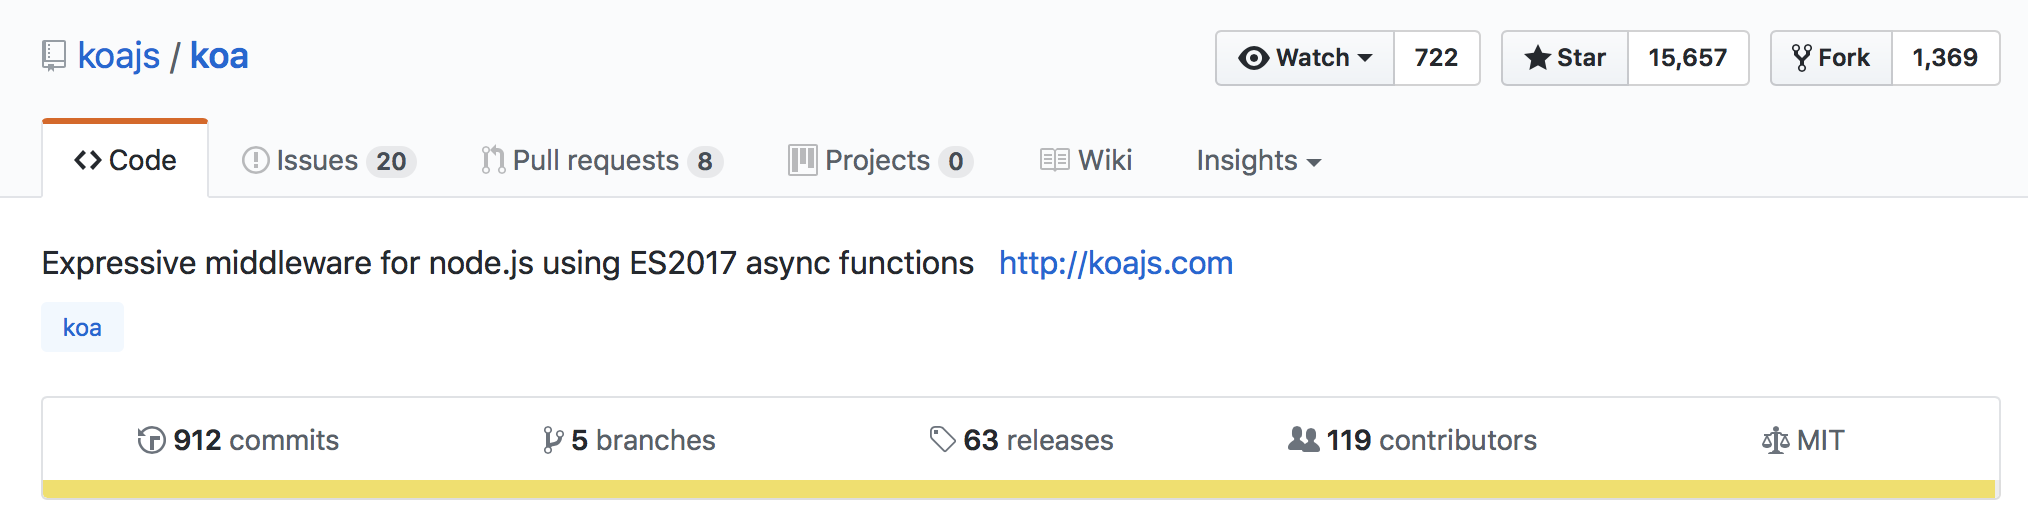 koajs / koa
Watch 722 Star 15,657 Fork 1,369
Code Issues 20 Pull requests 8 Projects 0 Wiki Insights
Expressive middleware for node.js using ES2017 async functions http://koajs.com
koa
912 commits 5 branches 63 releases 119 contributors MIT